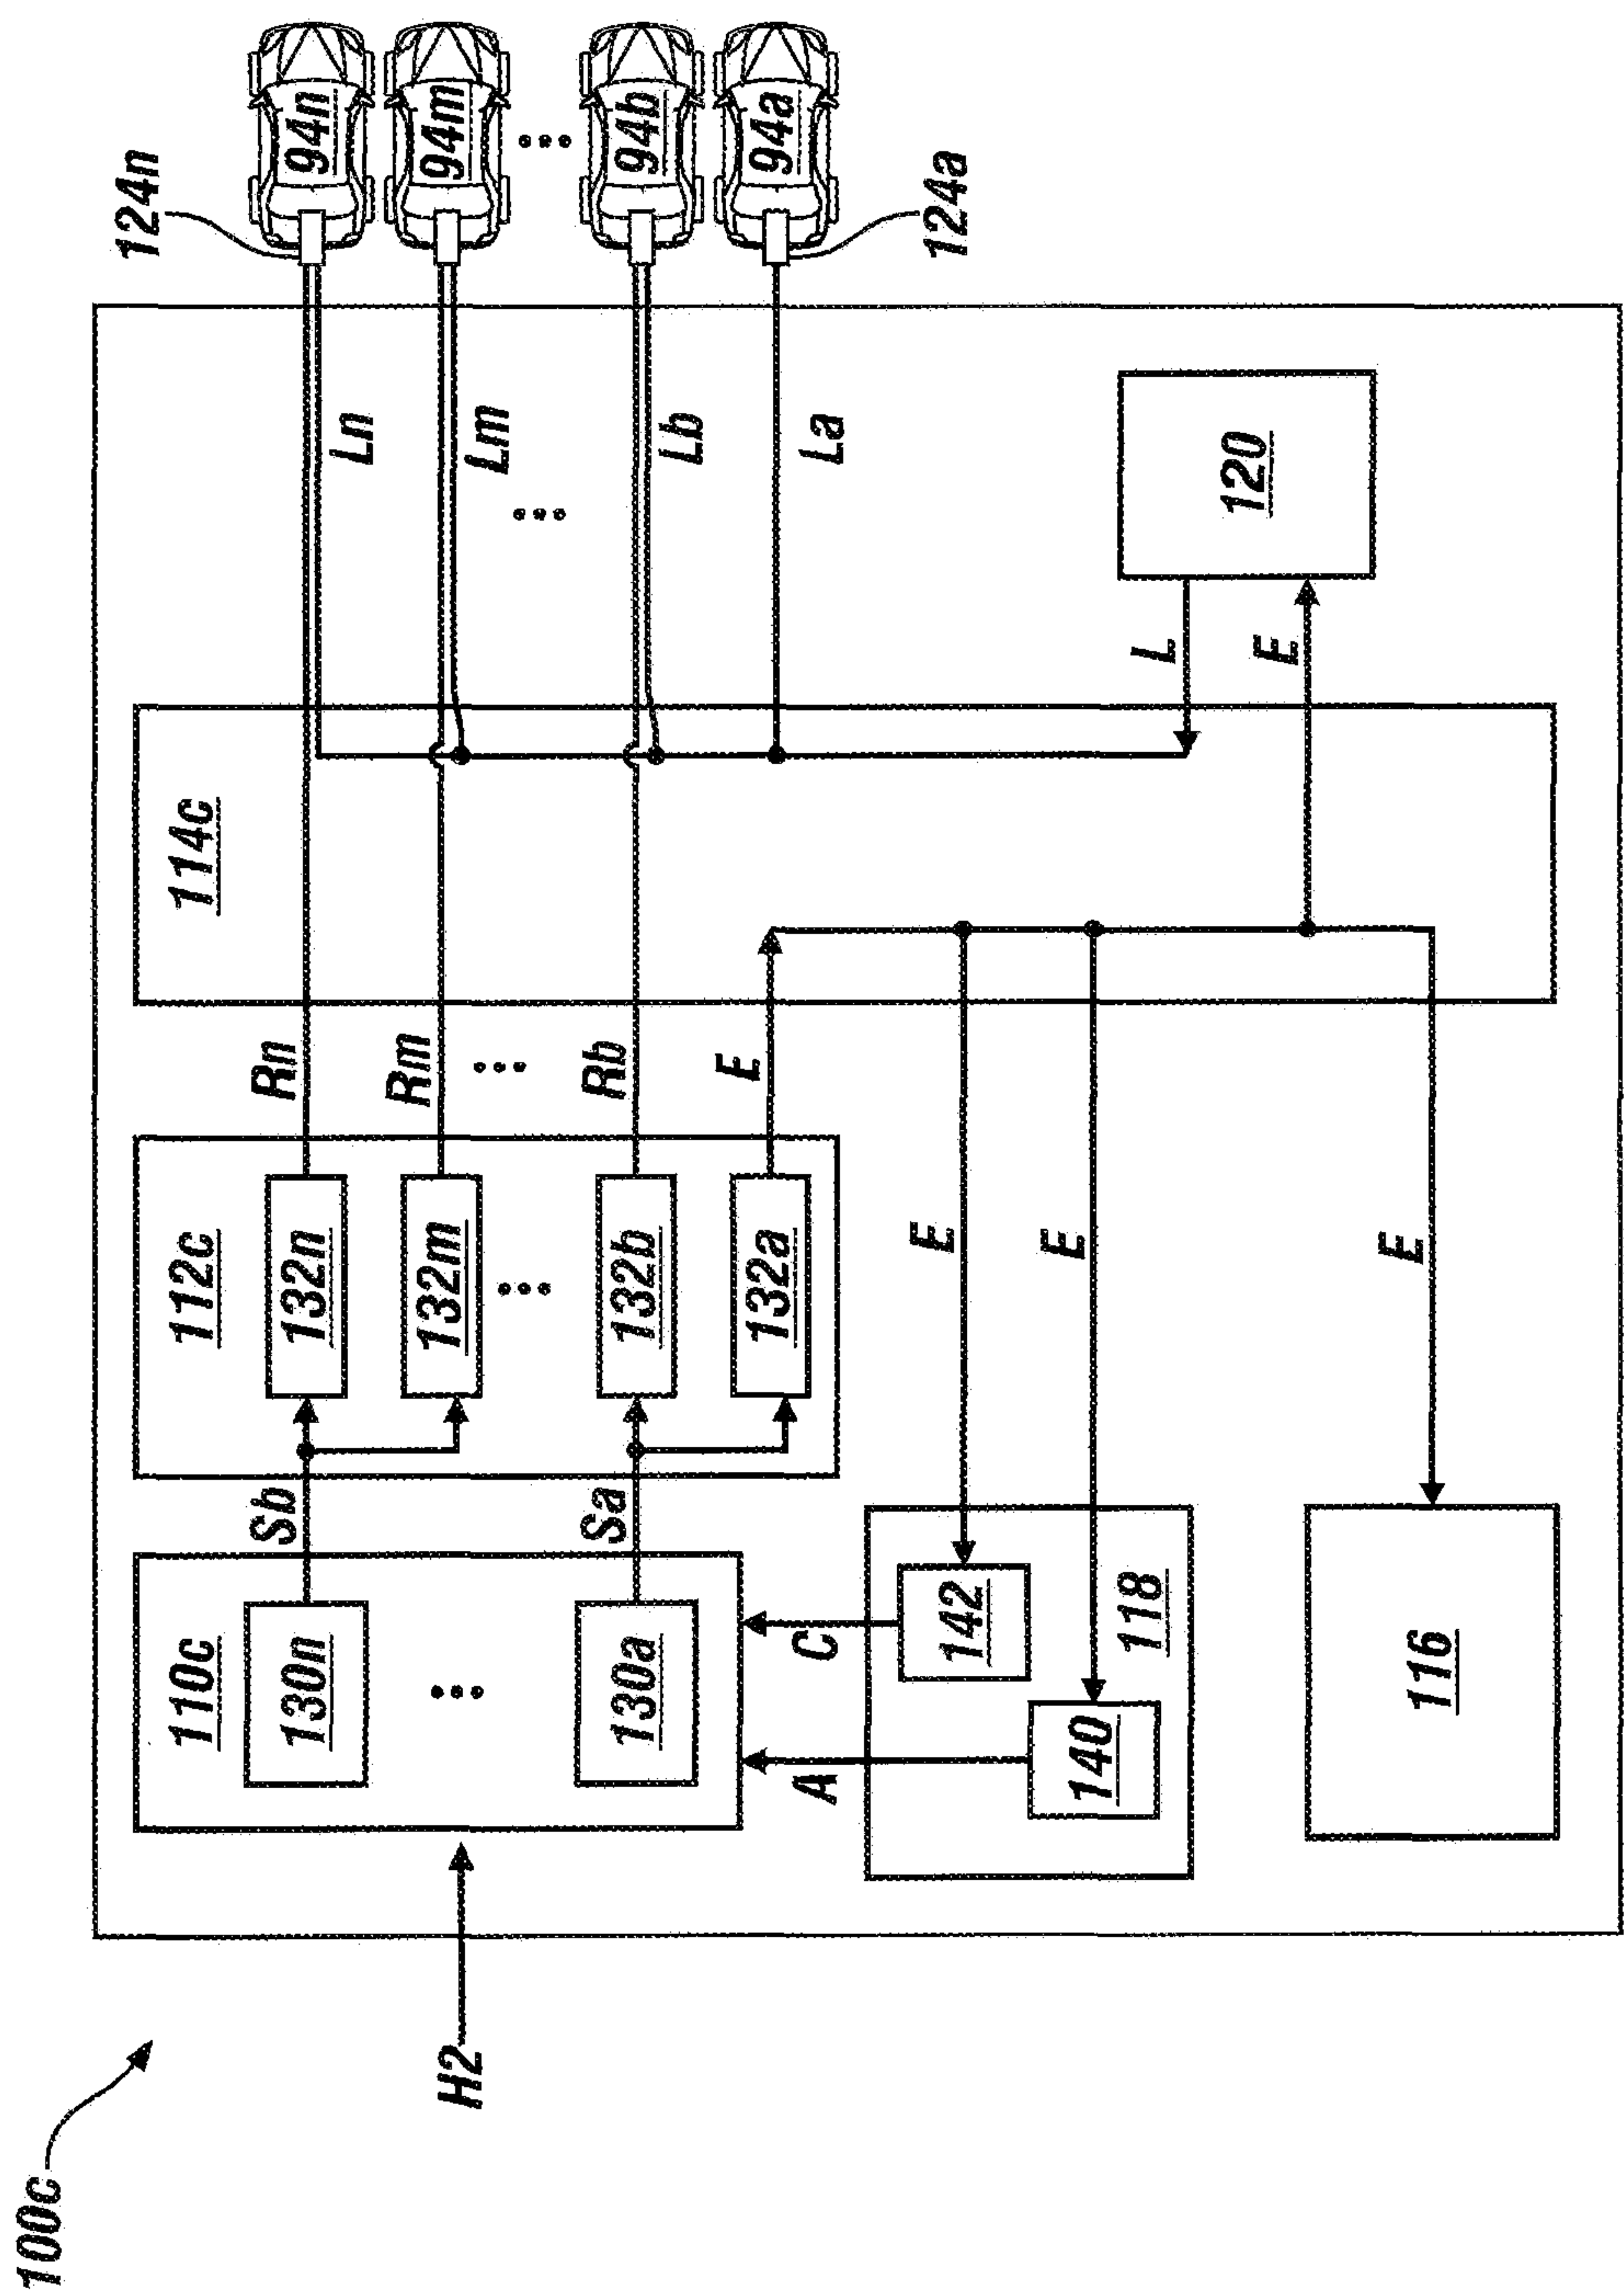 100c
H2
110c
130n
130a
Sb
Sa
112c
132n
132m
132b
132a
Rn
Rm
Rb
E
114c
A
C
140
142
118
E
E
E
116
L
E
120
Ln
Lm
Lb
La
124n
124a
94n
94m
94b
94a